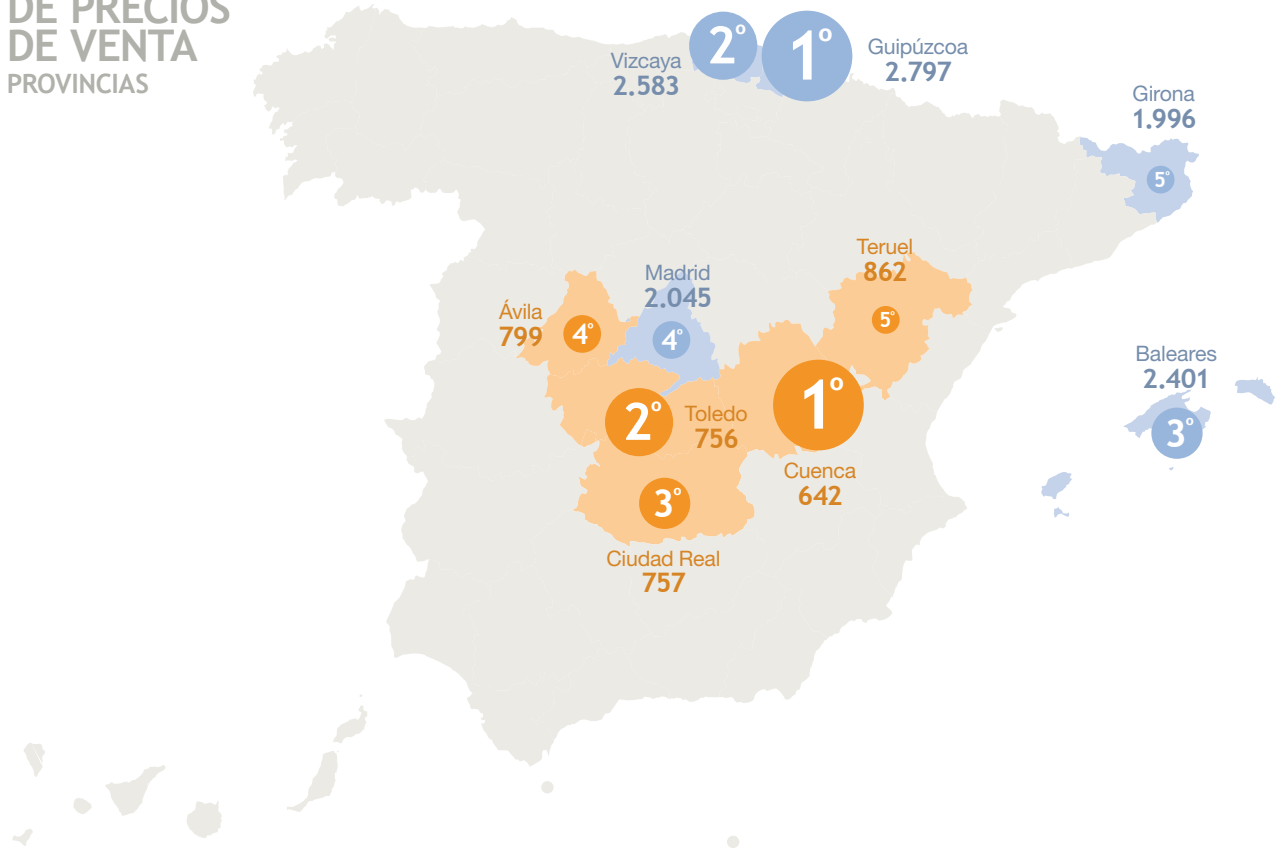 DE PRECIOS
DE VENTA
PROVINCIAS
Vizcaya
2.583
2º
1º
Guipúzcoa
2.797
Girona
1.996
5º
Teruel
862
5º
Madrid
2.045
4º
Ávila
799
4º
Baleares
2.401
3º
2º
Toledo
756
1º
Cuenca
642
3º
Ciudad Real
757